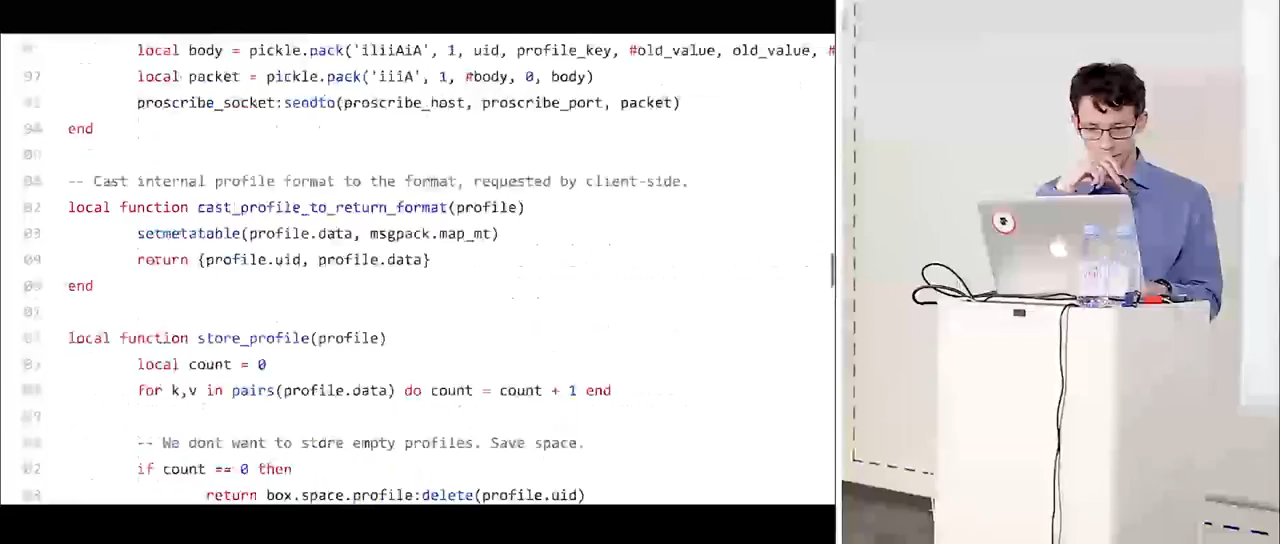 local body = pickle.pack('iliiAiA', 1, uid, profile_key, #old_value, old_value, #
97 local packet = pickle.pack('iiiA', 1, #body, 0, body)
proscribe_socket:sendto(proscribe_host, proscribe_port, packet)
end
-- Cast internal profile format to the format, requested by client-side.
02 local function cast_profile_to_return_format(profile)
03 setmetatable(profile.data, msgpack.map_mt)
return {profile.uid, profile.data}
end
local function store_profile(profile)
local count = 0
for k,v in pairs(profile.data) do count = count + 1 end
-- We dont want to store empty profiles. Save space.
if count == 0 then
return box.space.profile:delete(profile.uid)